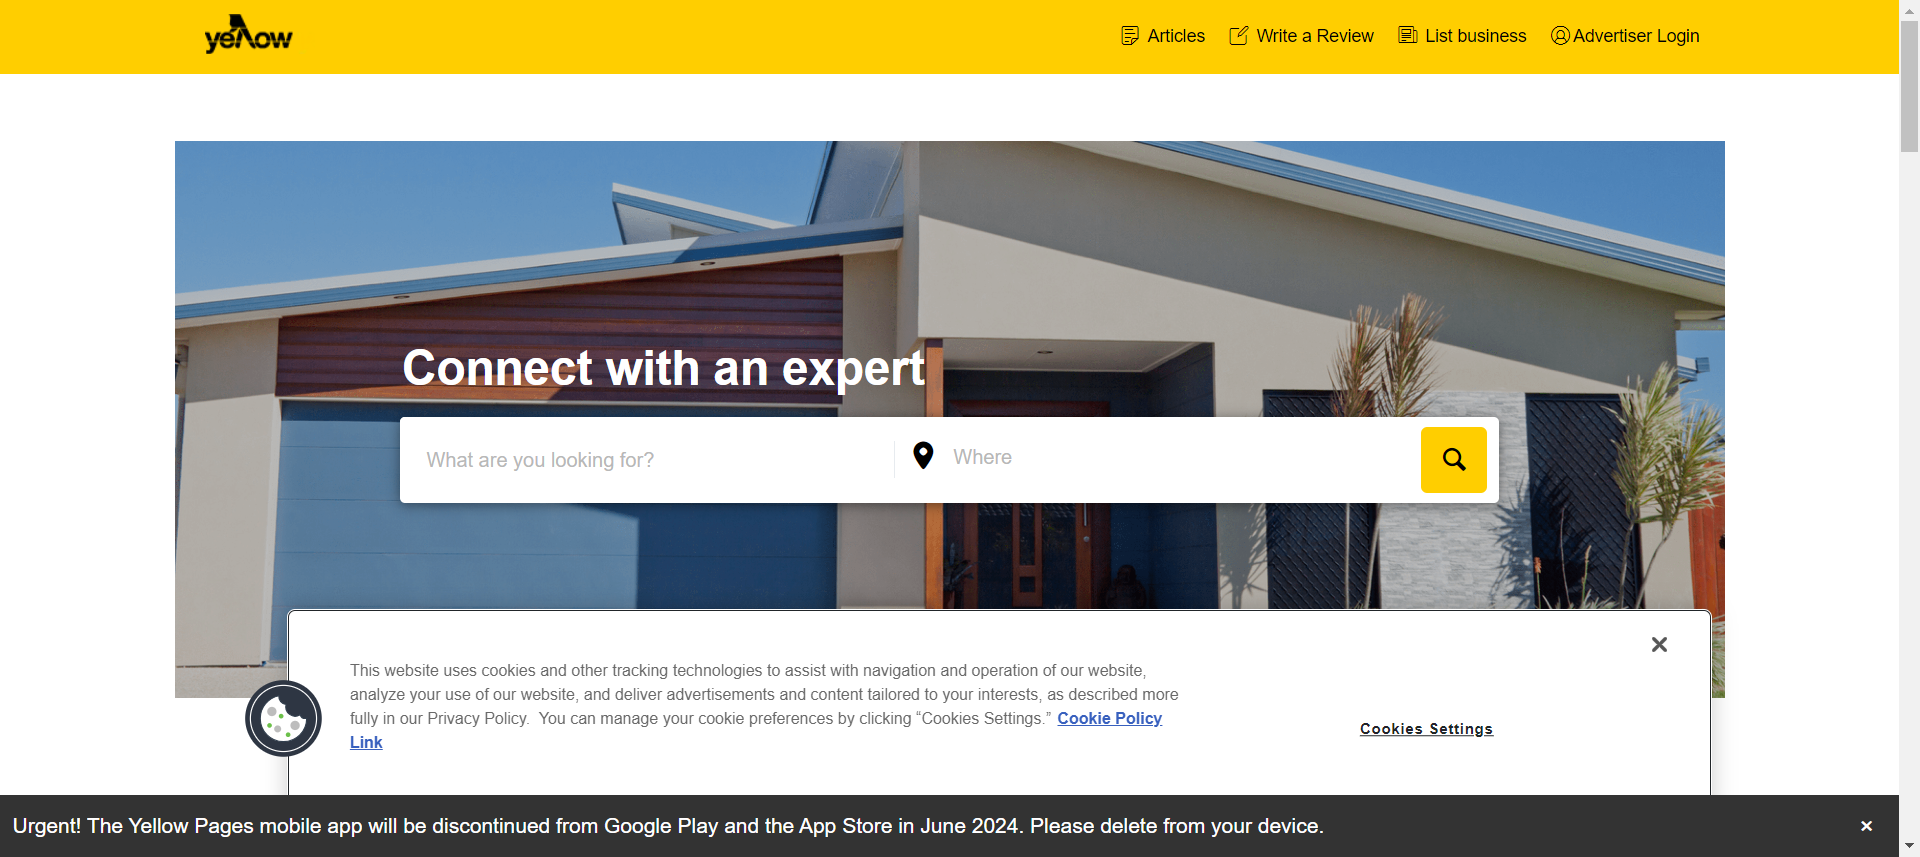 yellow
Articles
Write a Review
List business
Advertiser Login
Connect with an expert
What are you looking for?
Where
This website uses cookies and other tracking technologies to assist with navigation and operation of our website,
analyze your use of our website, and deliver advertisements and content tailored to your interests, as described more
fully in our Privacy Policy. You can manage your cookie preferences by clicking “Cookies Settings.” Cookie Policy
Link
Cookies Settings
Urgent! The Yellow Pages mobile app will be discontinued from Google Play and the App Store in June 2024. Please delete from your device.